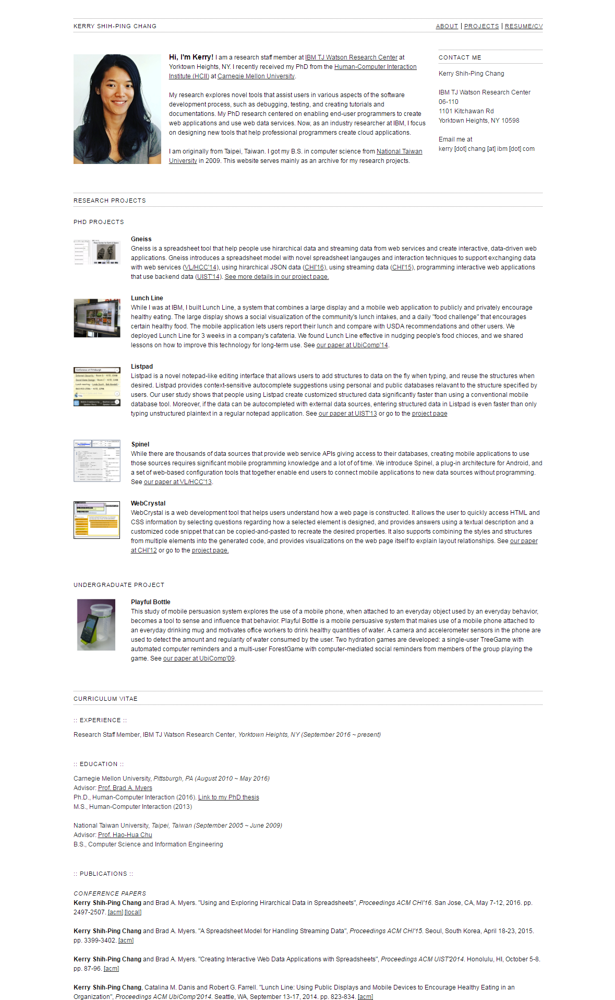 KERRY SHIH-PING CHANG
ABOUT | PROJECTS | RESUME/CV
Hi, I'm Kerry! I am a research staff member at IBM TJ Watson Research Center at
Yorktown Heights, NY. I recently received my PhD from the Human-Computer Interaction
Institute (HCII) at Carnegie Mellon University.
My research explores novel tools that assist users in various aspects of the software
development process, such as debugging, testing, and creating tutorials and
documentations. My PhD research centered on enabling end-user programmers to create
web applications and use web data services. Now, as an industry researcher at IBM, I focus
on designing new tools that help professional programmers create cloud applications.
I am originally from Taipei, Taiwan. I got my B.S. in computer science from National Taiwan
University in 2009. This website serves mainly as an archive for my research projects.
CONTACT ME
Kerry Shih-Ping Chang
IBM TJ Watson Research Center
06-110
1101 Kitchawan Rd
Yorktown Heights, NY 10598
Email me at
kerry [dot] chang [at] ibm [dot] com
RESEARCH PROJECTS
PHD PROJECTS
Gneiss
Gneiss is a spreadsheet tool that help people use hirarchical data and streaming data from web services and create interactive, data-driven web
applications. Gneiss introduces a spreadsheet model with novel spreadsheet langauges and interaction techniques to support exchanging data
with web services (VL/HCC'14), using hirarchical JSON data (CHI'16), using streaming data (CHI'15), programming interactive web applications
that use backend data (UIST'14). See more details in our project page.
Lunch Line
While I was at IBM, I built Lunch Line, a system that combines a large display and a mobile web application to publicly and privately encourage
healthy eating. The large display shows a social visualization of the community's lunch intakes, and a daily "food challenge" that encourages
certain healthy food. The mobile application lets users report their lunch and compare with USDA recommendations and other users. We
deployed Lunch Line for 3 weeks in a company's cafateria. We found Lunch Line effective in nudging people's food chioces, and we shared
lessons on how to improve this technology for long-term use. See our paper at UbiComp'14.
Listpad
Listpad is a novel notepad-like editing interface that allows users to add structures to data on the fly when typing, and reuse the structures when
desired. Listpad provides context-sensitive autocomplete suggestions using personal and public databases relavant to the structure specified by
users. Our user study shows that people using Listpad create customized structured data significantly faster than using a conventional mobile
database tool. Moreover, if the data can be autocompleted with external data sources, entering structured data in Listpad is even faster than only
typing unstructured plaintext in a regular notepad application. See our paper at UIST'13 or go to the project page
Spinel
While there are thousands of data sources that provide web service APIs giving access to their databases, creating mobile applications to use
those sources requires significant mobile programming knowledge and a lot of of time. We introduce Spinel, a plug-in architecture for Android, and
a set of web-based configuration tools that together enable end users to connect mobile applications to new data sources without programming.
See our paper at VL/HCC'13.
WebCrystal
WebCrystal is a web development tool that helps users understand how a web page is constructed. It allows the user to quickly access HTML and
CSS information by selecting questions regarding how a selected element is designed, and provides answers using a textual description and a
customized code snippet that can be copied-and-pasted to recreate the desired properties. It also supports combining the styles and structures
from multiple elements into the generated code, and provides visualizations on the web page itself to explain layout relationships. See our paper
at CHI'12 or go to the project page.
UNDERGRADUATE PROJECT
Playful Bottle
This study of mobile persuasion system explores the use of a mobile phone, when attached to an everyday object used by an everyday behavior,
becomes a tool to sense and influence that behavior. Playful Bottle is a mobile persuasive system that makes use of a mobile phone attached to
an everyday drinking mug and motivates office workers to drink healthy quantities of water. A camera and accelerometer sensors in the phone are
used to detect the amount and regularity of water consumed by the user. Two hydration games are developed: a single-user TreeGame with
automated computer reminders and a multi-user ForestGame with computer-mediated social reminders from members of the group playing the
game. See our paper at UbiComp'09.
CURRICULUM VITAE
:: EXPERIENCE ::
Research Staff Member, IBM TJ Watson Research Center, Yorktown Heights, NY (September 2016 ~ present)
:: EDUCATION ::
Carnegie Mellon University, Pittsburgh, PA (August 2010 ~ May 2016)
Advisor: Prof. Brad A. Myers
Ph.D., Human-Computer Interaction (2016). Link to my PhD thesis
M.S., Human-Computer Interaction (2013)
National Taiwan University, Taipei, Taiwan (September 2005 ~ June 2009)
Advisor: Prof. Hao-Hua Chu
B.S., Computer Science and Information Engineering
:: PUBLICATIONS ::
CONFERENCE PAPERS
Kerry Shih-Ping Chang and Brad A. Myers. "Using and Exploring Hirarchical Data in Spreadsheets", Proceedings ACM CHI'16. San Jose, CA, May 7-12, 2016. pp.
2497-2507. [acm] [local]
Kerry Shih-Ping Chang and Brad A. Myers. "A Spreadsheet Model for Handling Streaming Data", Proceedings ACM CHI'15. Seoul, South Korea, April 18-23, 2015.
pp. 3399-3402. [acm]
Kerry Shih-Ping Chang and Brad A. Myers. "Creating Interactive Web Data Applications with Spreadsheets", Proceedings ACM UIST'2014. Honolulu, HI, October 5-8.
pp. 87-96. [acm]
Kerry Shih-Ping Chang, Catalina M. Danis and Robert G. Farrell. "Lunch Line: Using Public Displays and Mobile Devices to Encourage Healthy Eating in an
Organization", Proceedings ACM UbiComp'2014. Seattle, WA, September 13-17, 2014. pp. 823-834. [acm]